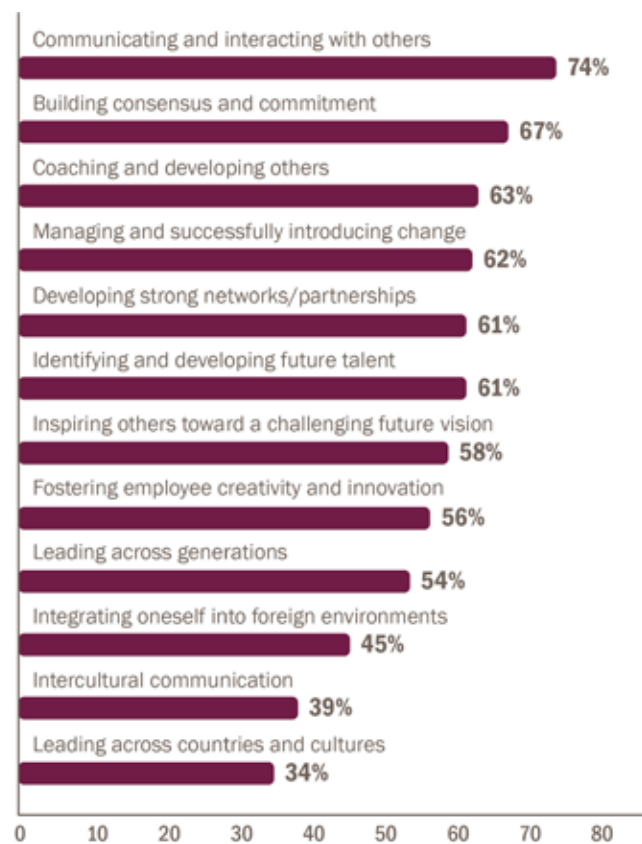 Communicating and interacting with others
74%
Building consensus and commitment
67%
Coaching and developing others
63%
Managing and successfully introducing change
62%
Developing strong networks/partnerships
61%
Identifying and developing future talent
61%
Inspiring others toward a challenging future vision
58%
Fostering employee creativity and innovation
56%
Leading across generations
54%
Integrating oneself into foreign environments
45%
Intercultural communication
39%
Leading across countries and cultures
34%
0 10 20 30 40 50 60 70 80